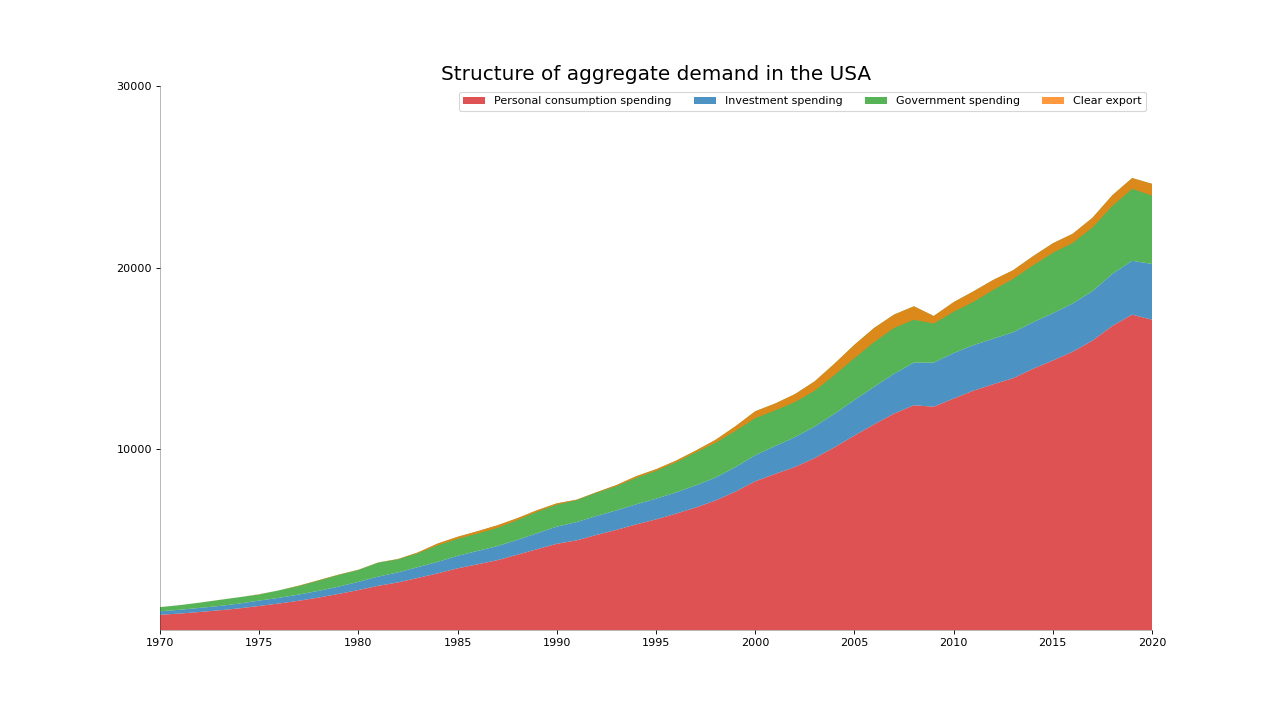 Structure of aggregate demand in the USA
Personal consumption spending Investment spending Government spending Clear export
30000
20000
10000
1970 1975 1980 1985 1990 1995 2000 2005 2010 2015 2020